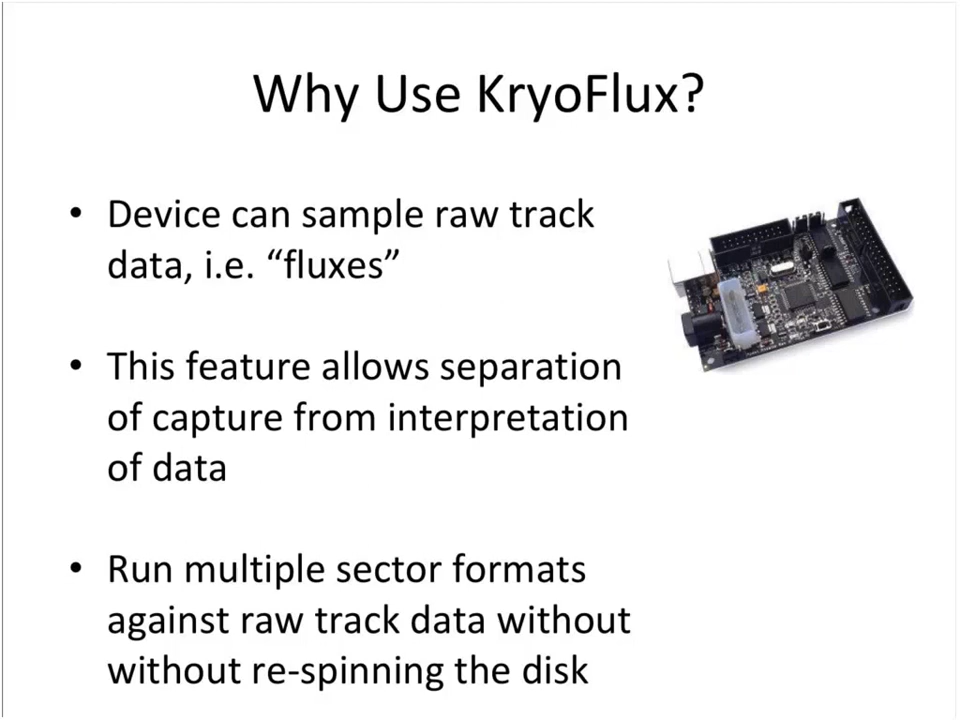 Why Use KryoFlux?
• Device can sample raw track
data, i.e. “fluxes”
• This feature allows separation
of capture from interpretation
of data
• Run multiple sector formats
against raw track data without
without re-spinning the disk